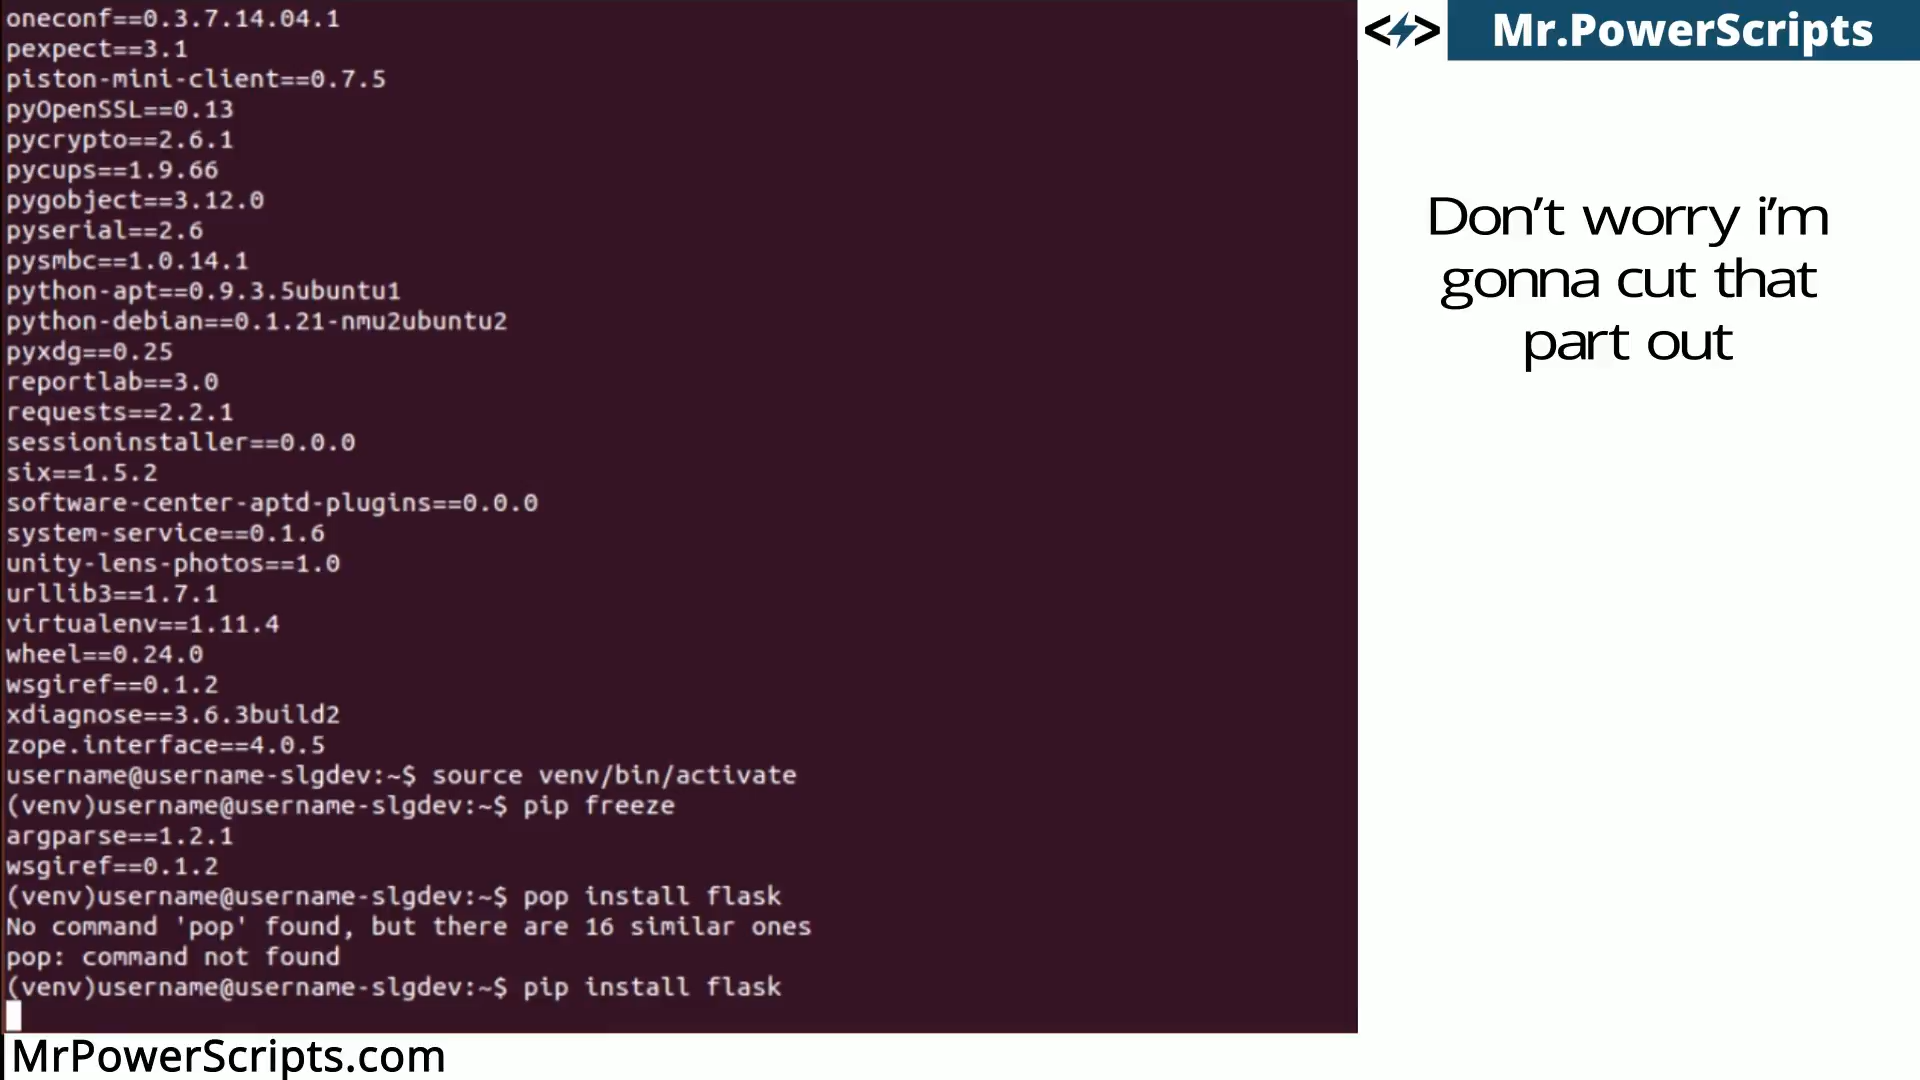 oneconf==0.3.7.14.04.1
pexpect==3.1
piston-mini-client==0.7.5
pyOpenSSL==0.13
pycrypto==2.6.1
pycups==1.9.66
pygobject==3.12.0
pyserial==2.6
pysmbc==1.0.14.1
python-apt==0.9.3.5ubuntu1
python-debian==0.1.21-nmu2ubuntu2
pyxdg==0.25
reportlab==3.0
requests==2.2.1
sessioninstaller==0.0.0
six==1.5.2
software-center-aptd-plugins==0.0.0
system-service==0.1.6
unity-lens-photos==1.0
urllib3==1.7.1
virtualenv==1.11.4
wheel==0.24.0
wsgiref==0.1.2
xdiagnose==3.6.3build2
zope.interface==4.0.5
username@username-slgdev:~$ source venv/bin/activate
(venv)username@username-slgdev:~$ pip freeze
argparse==1.2.1
wsgiref==0.1.2
(venv)username@username-slgdev:~$ pop install flask
No command 'pop' found, but there are 16 similar ones
pop: command not found
(venv)username@username-slgdev:~$ pip install flask
MrPowerScripts.com
Mr.PowerScripts
Don't worry i'm
gonna cut that
part out